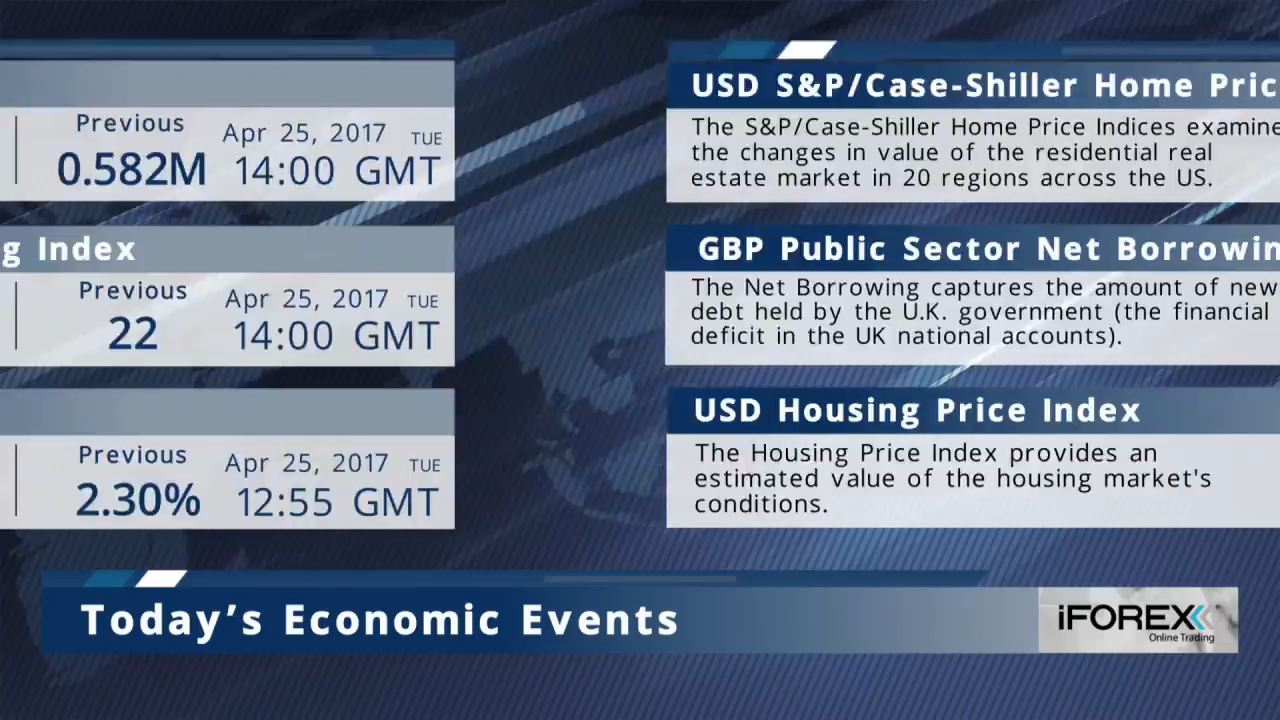 Previous
Apr 25, 2017 TUE
0.582M
14:00 GMT
g Index
Previous
Apr 25, 2017 TUE
22
14:00 GMT
Previous
Apr 25, 2017 TUE
2.30%
12:55 GMT
USD S&P/Case-Shiller Home Pric
The S&P/Case-Shiller Home Price Indices examine
the changes in value of the residential real
estate market in 20 regions across the US.
GBP Public Sector Net Borrowin
The Net Borrowing captures the amount of new
debt held by the U.K. government (the financial
deficit in the UK national accounts).
USD Housing Price Index
The Housing Price Index provides an
estimated value of the housing market's
conditions.
Today's Economic Events
iFOREX
Online Trading